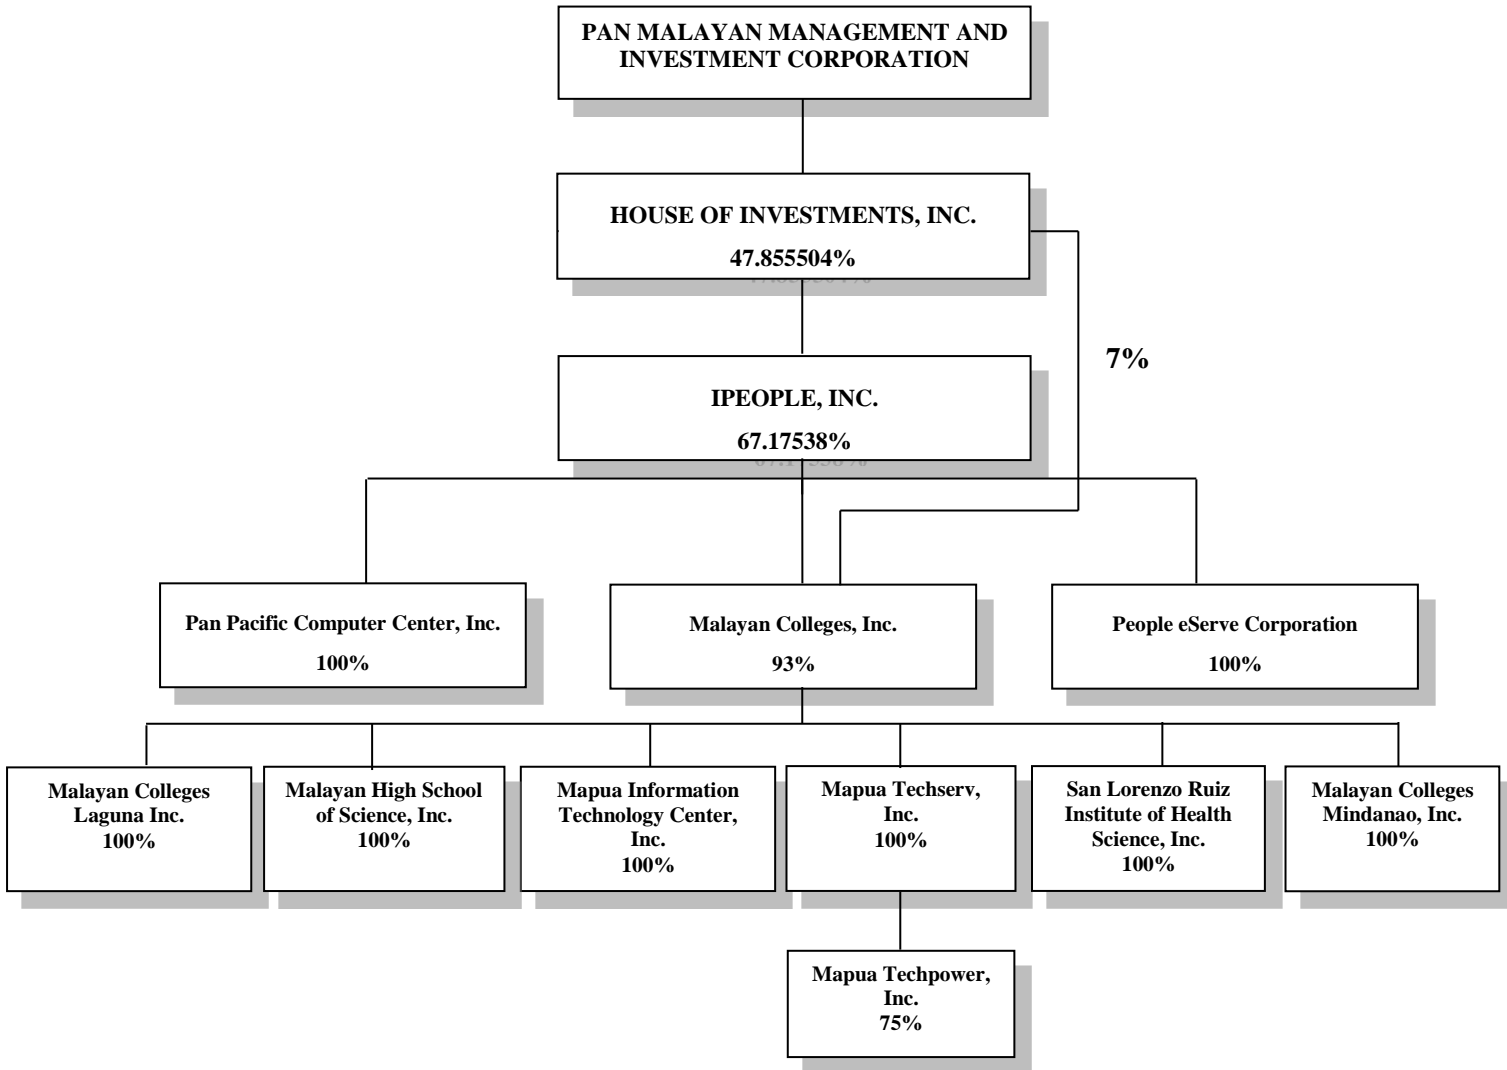 PAN MALAYAN MANAGEMENT AND
INVESTMENT CORPORATION
HOUSE OF INVESTMENTS, INC.
47.855504%
7%
IPEOPLE, INC.
67.17538%
Pan Pacific Computer Center, Inc.
100%
Malayan Colleges, Inc.
93%
People eServe Corporation
100%
Malayan Colleges
Laguna Inc.
100%
Malayan High School
of Science, Inc.
100%
Mapua Information
Technology Center,
Inc.
100%
Mapua Techserv,
Inc.
100%
San Lorenzo Ruiz
Institute of Health
Science, Inc.
100%
Malayan Colleges
Mindanao, Inc.
100%
Mapua Techpower,
Inc.
75%